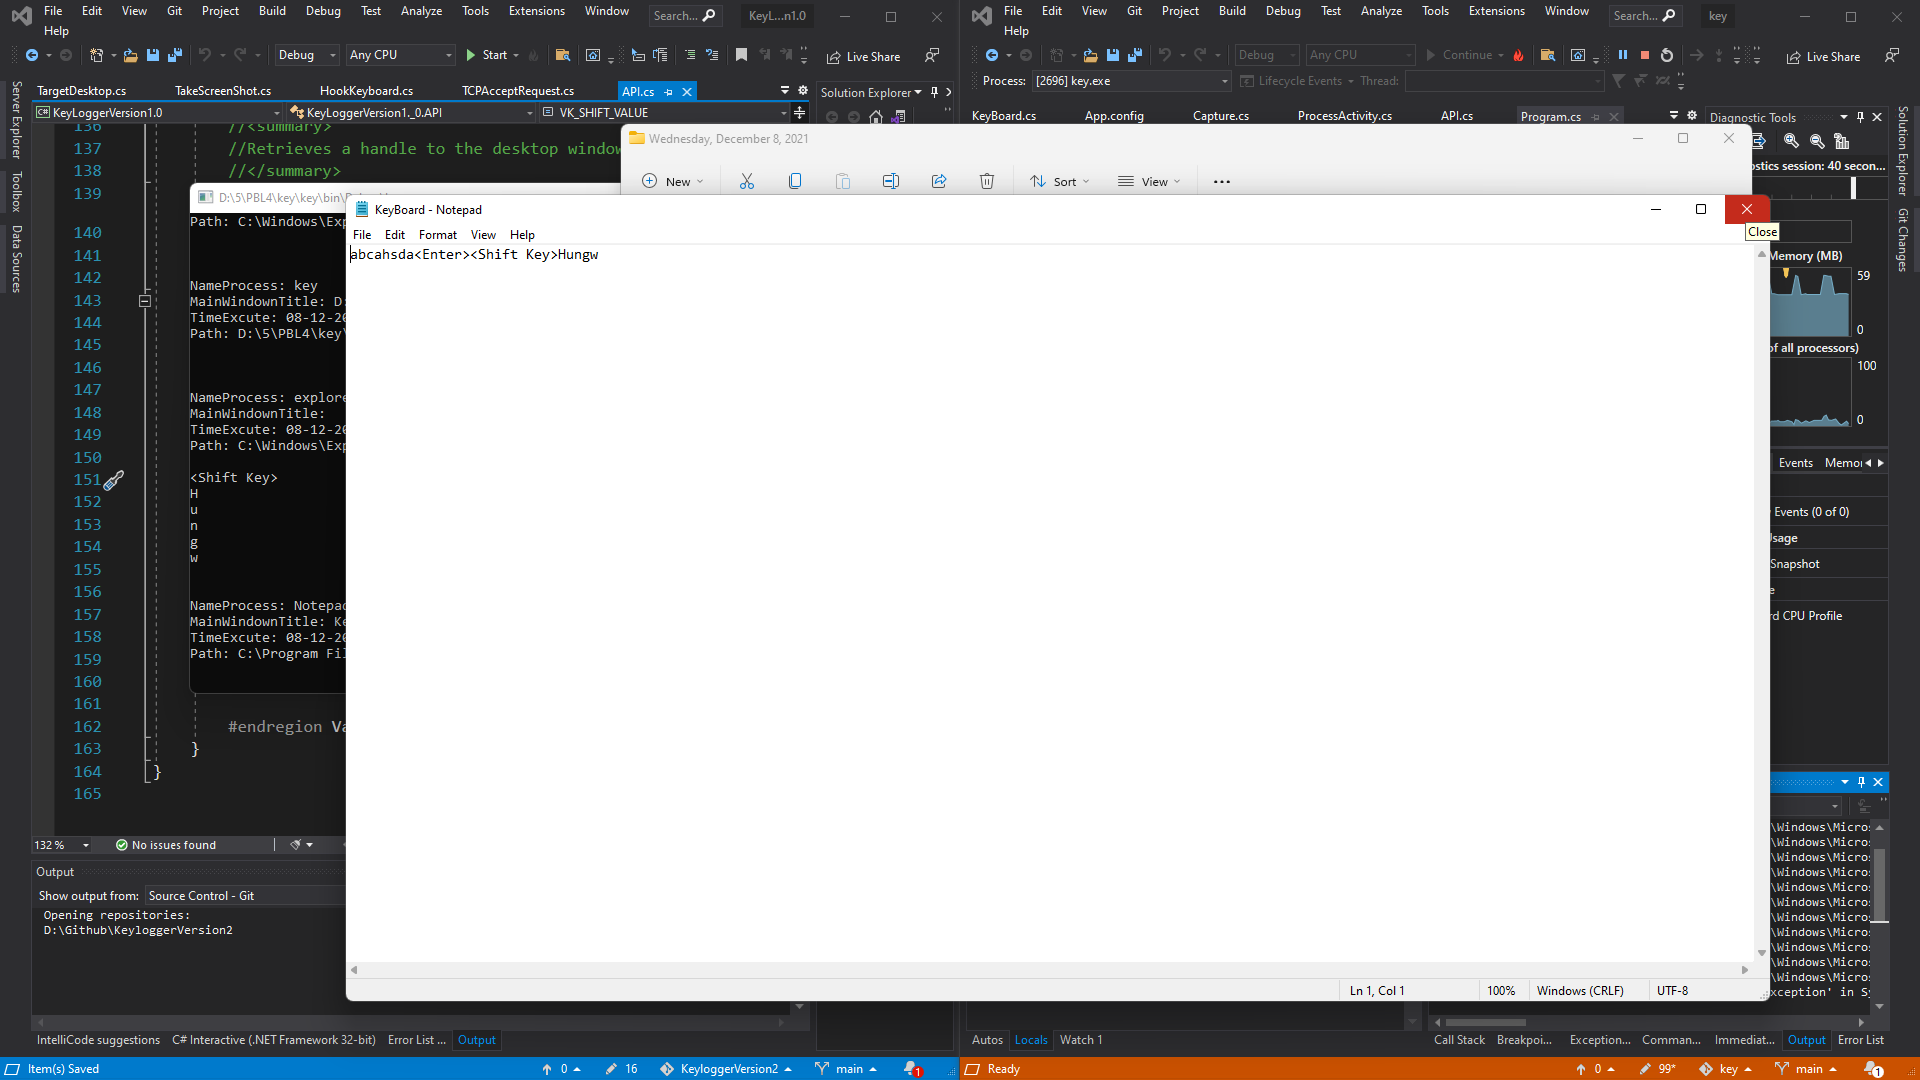 File Edit View Git Project Build Debug Test Analyze Tools Extensions Window Search... KeyL...n1.0
Help
Debug Any CPU Start Live Share
TargetDesktop.cs TakeScreenShot.cs HookKeyboard.cs TCPAcceptRequest.cs API.cs
Solution Explorer
KeyLoggerVersion1.0 KeyLoggerVersion1._0.API VK_SHIFT_VALUE
Server Explorer
Toolbox
Data Sources
136 //<summary>
137 //Retrieves a handle to the desktop window
138 //</summary>
139
140
141
142
143
144
145
146
147
148
149
150
151
152
153
154
155
156
157
158
159
160
161
162 #endregion Va
163 }
164 }
165
132 % No issues found
Output
Show output from: Source Control - Git
Opening repositories:
D:\Github\KeyloggerVersion2
IntelliCode suggestions C# Interactive (.NET Framework 32-bit) Error List ... Output
Item(s) Saved 0 16 KeyloggerVersion2 main 1
D:\5\PBL4\key\key\bin\
Path: C:\Windows\Exp
NameProcess: key
MainWindownTitle: D:
TimeExcute: 08-12-20
Path: D:\5\PBL4\key\
NameProcess: explore
MainWindownTitle:
TimeExcute: 08-12-20
Path: C:\Windows\Exp
<Shift Key>
H
u
n
g
w
NameProcess: Notepad
MainWindownTitle: Ke
TimeExcute: 08-12-20
Path: C:\Program Fil
Wednesday, December 8, 2021
New Sort View
KeyBoard - Notepad
Close
File Edit Format View Help
abcahsda<Enter><Shift Key>Hungw
Ln 1, Col 1 100% Windows (CRLF) UTF-8
File Edit View Git Project Build Debug Test Analyze Tools Extensions Window Search... key
Help
Debug Any CPU Continue Live Share
Process: [2696] key.exe Lifecycle Events Thread:
KeyBoard.cs App.config Capture.cs ProcessActivity.cs API.cs Program.cs
Diagnostic Tools
ostics session: 40 secon...
Memory (MB)
59
0
of all processors)
100
0
Events Memor
Events (0 of 0)
Usage
Snapshot
e
rd CPU Profile
Solution Explorer
Git Changes
\Windows\Micro
\Windows\Micro
\Windows\Micro
\Windows\Micro
\Windows\Micro
\Windows\Micro
\Windows\Micro
\Windows\Micro
\Windows\Micro
\Windows\Micro
\Windows\Micro
xception' in Sy
Autos Locals Watch 1
Call Stack Breakpoi... Exception... Comman... Immediat... Output Error List
Ready 0 99* key main 1